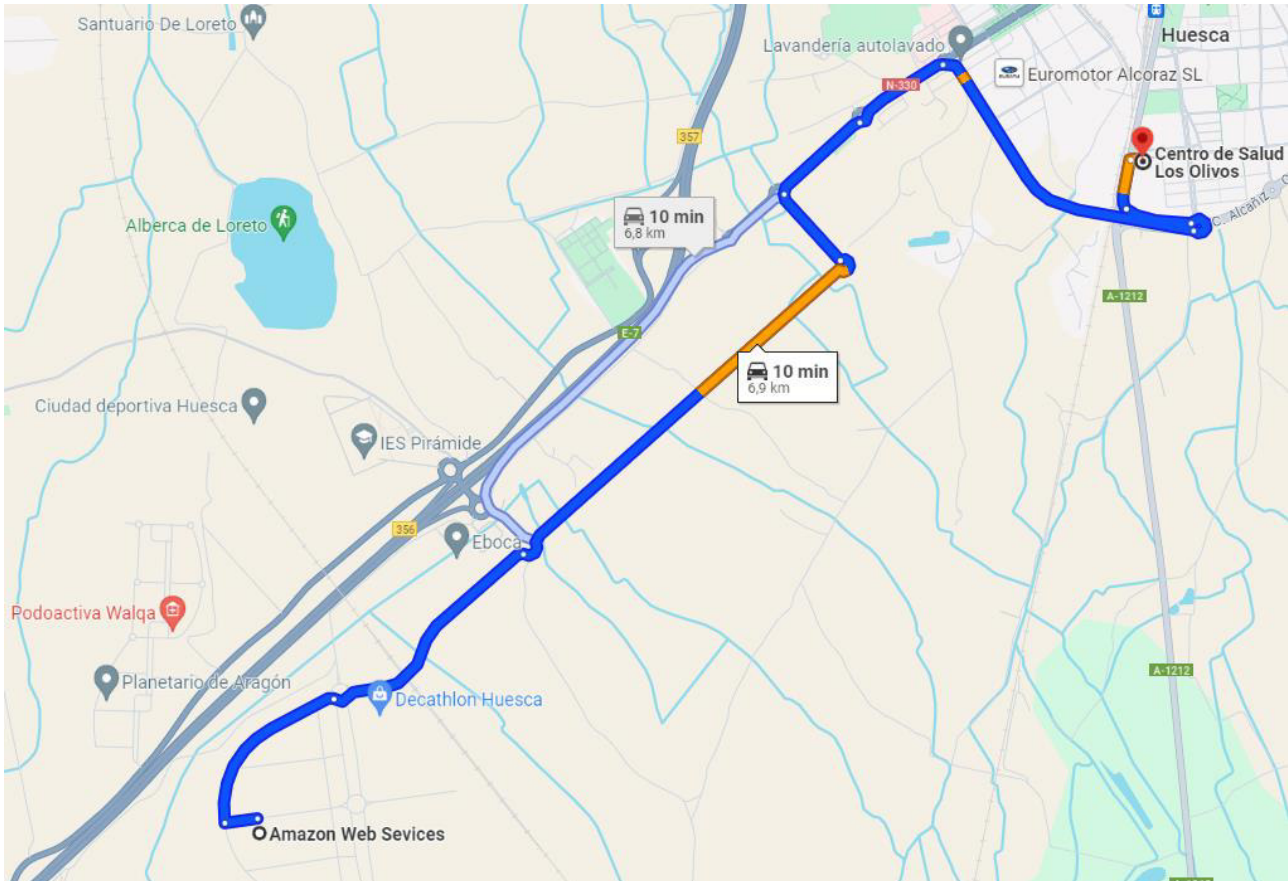 Santuario De Loreto
Huesca
Lavandería autolavado
Euromotor Alcoraz SL
N-330
357
Centro de Salud
Los Olivos
10 min
6,8 km
C. Alcañiz
Alberca de Loreto
A-1212
E-7
10 min
6,9 km
Ciudad deportiva Huesca
IES Pirámide
356
Eboca
Podoactiva Walqa
A-1212
Planetario de Aragón
Decathlon Huesca
Amazon Web Sevices